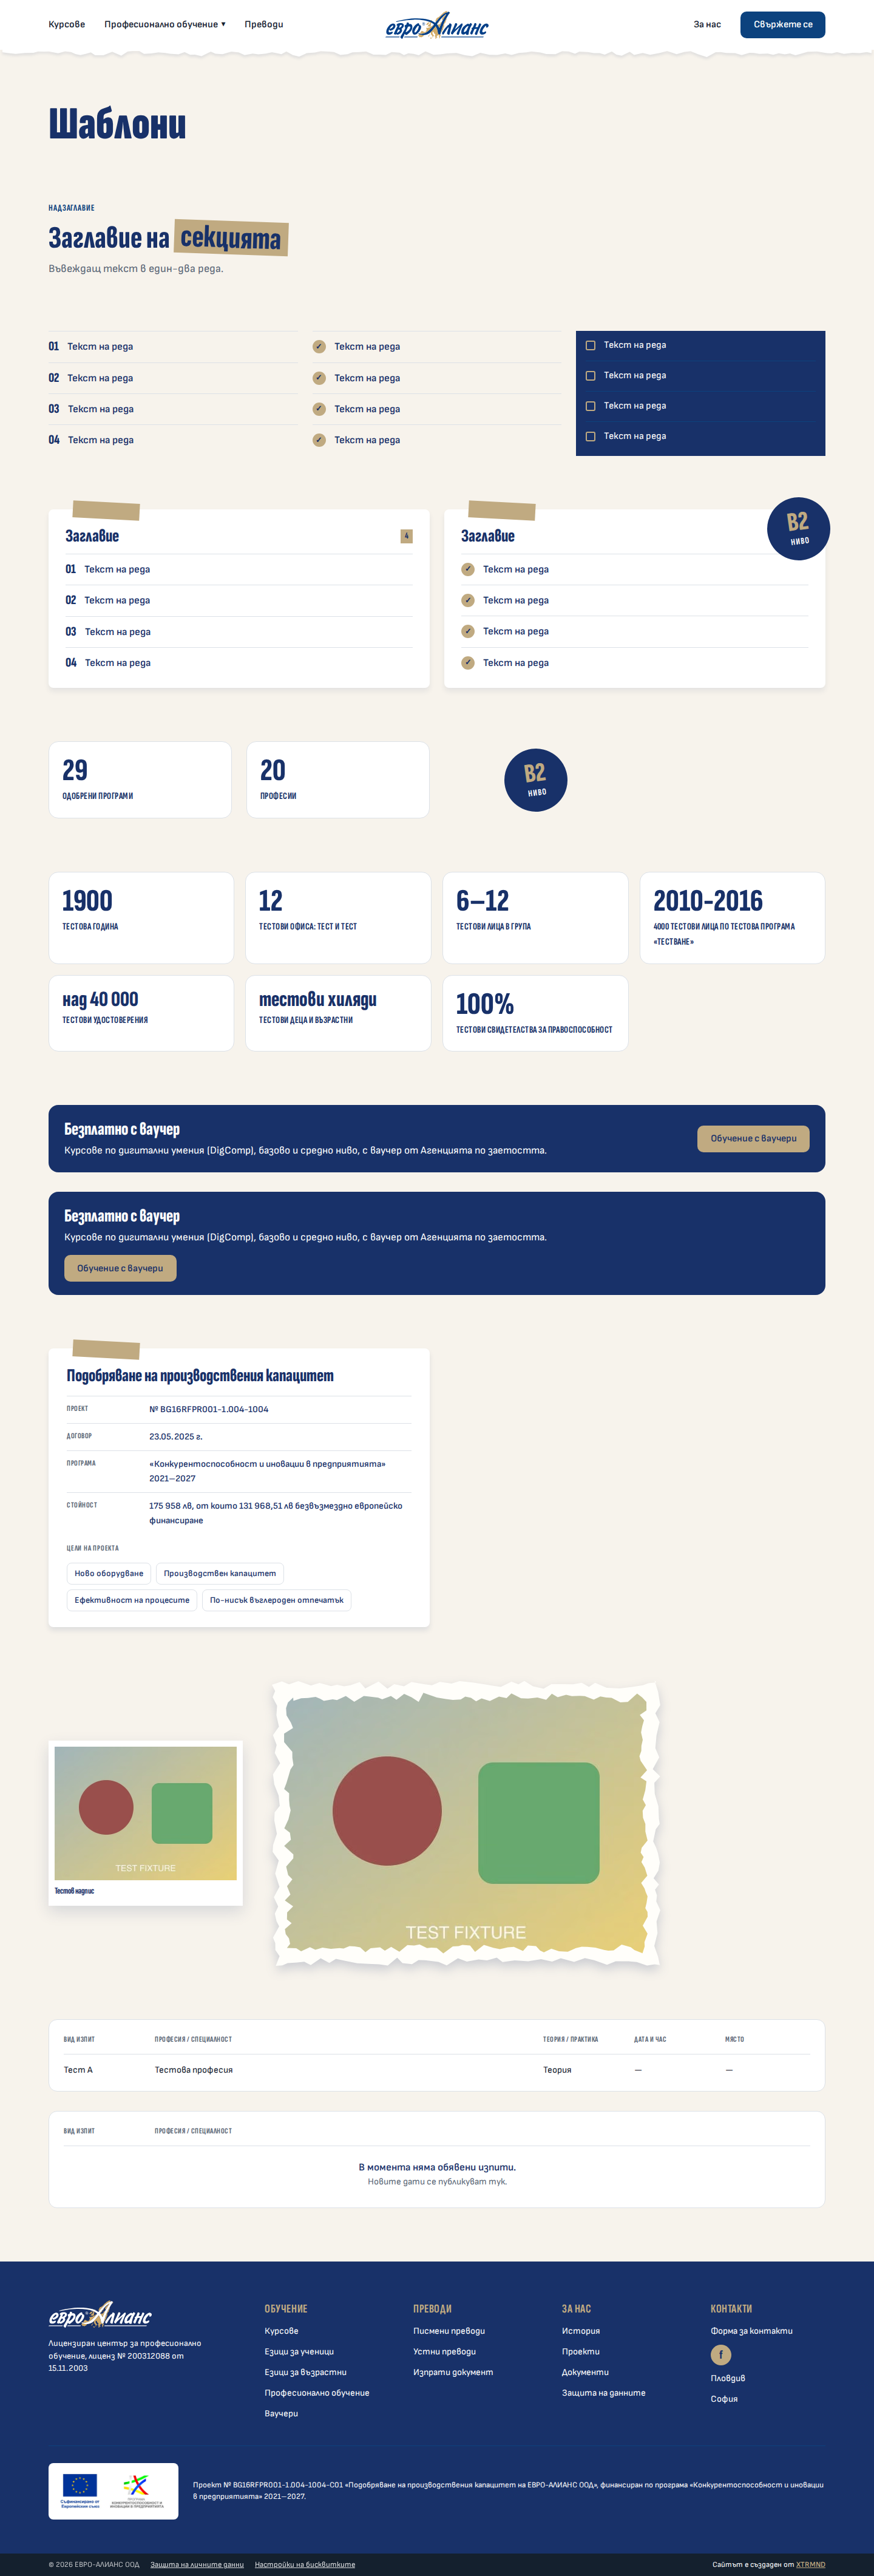 Курсове Професионално обучение ▾ Преводи ЕвроАлианс За нас Свържете се
Шаблони
НАДЗАГЛАВИЕ
Заглавие на секцията
Въвеждащ текст в един-два реда.
01 Текст на реда
02 Текст на реда
03 Текст на реда
04 Текст на реда
✓ Текст на реда
✓ Текст на реда
✓ Текст на реда
✓ Текст на реда
Текст на реда
Текст на реда
Текст на реда
Текст на реда
Заглавие 4
01 Текст на реда
02 Текст на реда
03 Текст на реда
04 Текст на реда
Заглавие
B2
НИВО
✓ Текст на реда
✓ Текст на реда
✓ Текст на реда
✓ Текст на реда
29
ОДОБРЕНИ ПРОГРАМИ
20
ПРОФЕСИИ
B2
НИВО
1900
ТЕСТОВА ГОДИНА
12
ТЕСТОВИ ОФИСА: ТЕСТ И ТЕСТ
6–12
ТЕСТОВИ ЛИЦА В ГРУПА
2010-2016
4000 ТЕСТОВИ ЛИЦА ПО ТЕСТОВА ПРОГРАМА
«ТЕСТВАНЕ»
над 40 000
ТЕСТОВИ УДОСТОВЕРЕНИЯ
тестови хиляди
ТЕСТОВИ ДЕЦА И ВЪЗРАСТНИ
100%
ТЕСТОВИ СВИДЕТЕЛСТВА ЗА ПРАВОСПОСОБНОСТ
Безплатно с ваучер
Курсове по дигитални умения (DigComp), базово и средно ниво, с ваучер от Агенцията по заетостта.
Обучение с ваучери
Безплатно с ваучер
Курсове по дигитални умения (DigComp), базово и средно ниво, с ваучер от Агенцията по заетостта.
Обучение с ваучери
Подобряване на производствения капацитет
ПРОЕКТ № BG16RFPR001-1.004-1004
ДОГОВОР 23.05.2025 г.
ПРОГРАМА «Конкурентоспособност и иновации в предприятията»
2021–2027
СТОЙНОСТ 175 958 лв, от които 131 968,51 лв безвъзмездно европейско
финансиране
ЦЕЛИ НА ПРОЕКТА
Ново оборудване Производствен капацитет
Ефективност на процесите По-нисък въглероден отпечатък
TEST FIXTURE
Тестов надпис
TEST FIXTURE
ВИД ИЗПИТ ПРОФЕСИЯ / СПЕЦИАЛНОСТ ТЕОРИЯ / ПРАКТИКА ДАТА И ЧАС МЯСТО
Тест А Тестова професия Теория — —
ВИД ИЗПИТ ПРОФЕСИЯ / СПЕЦИАЛНОСТ
В момента няма обявени изпити.
Новите дати се публикуват тук.
ЕвроАлианс
Лицензиран център за професионално
обучение, лиценз № 200312088 от
15.11.2003
ОБУЧЕНИЕ
Курсове
Езици за ученици
Езици за възрастни
Професионално обучение
Ваучери
ПРЕВОДИ
Писмени преводи
Устни преводи
Изпрати документ
ЗА НАС
История
Проекти
Документи
Защита на данните
КОНТАКТИ
Форма за контакти
f
Пловдив
София
Съфинансирано от
Европейския съюз
Проект № BG16RFPR001-1.004-1004-C01 «Подобряване на производствения капацитет на ЕВРО-АЛИАНС ООД», финансиран по програма «Конкурентоспособност и иновации
в предприятията» 2021–2027.
© 2026 ЕВРО-АЛИАНС ООД Защита на личните данни Настройки на бисквитките Сайтът е създаден от XTRMND